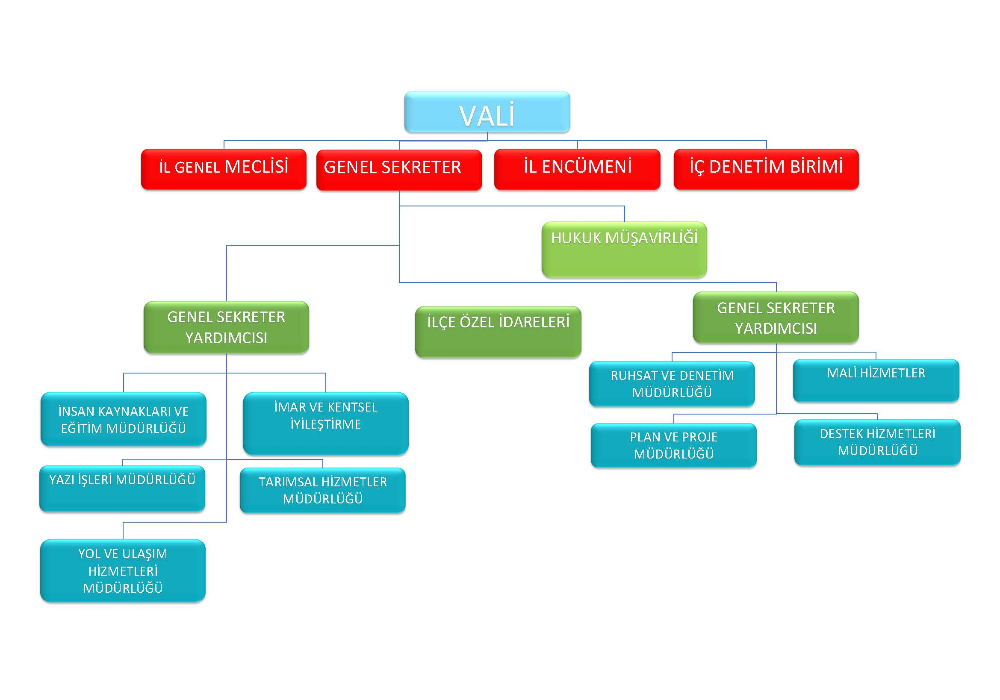 VALİ
İL GENEL MECLİSİ
GENEL SEKRETER
İL ENCÜMENİ
İÇ DENETİM BİRİMİ
HUKUK MÜŞAVİRLİĞİ
GENEL SEKRETER
YARDIMCISI
İLÇE ÖZEL İDARELERİ
GENEL SEKRETER
YARDIMCISI
İNSAN KAYNAKLARI VE
EĞİTİM MÜDÜRLÜĞÜ
İMAR VE KENTSEL
İYİLEŞTİRME
RUHSAT VE DENETİM
MÜDÜRLÜĞÜ
MALİ HİZMETLER
YAZI İŞLERİ MÜDÜRLÜĞÜ
TARIMSAL HİZMETLER
MÜDÜRLÜĞÜ
PLAN VE PROJE
MÜDÜRLÜĞÜ
DESTEK HİZMETLERİ
MÜDÜRLÜĞÜ
YOL VE ULAŞIM
HİZMETLERİ
MÜDÜRLÜĞÜ